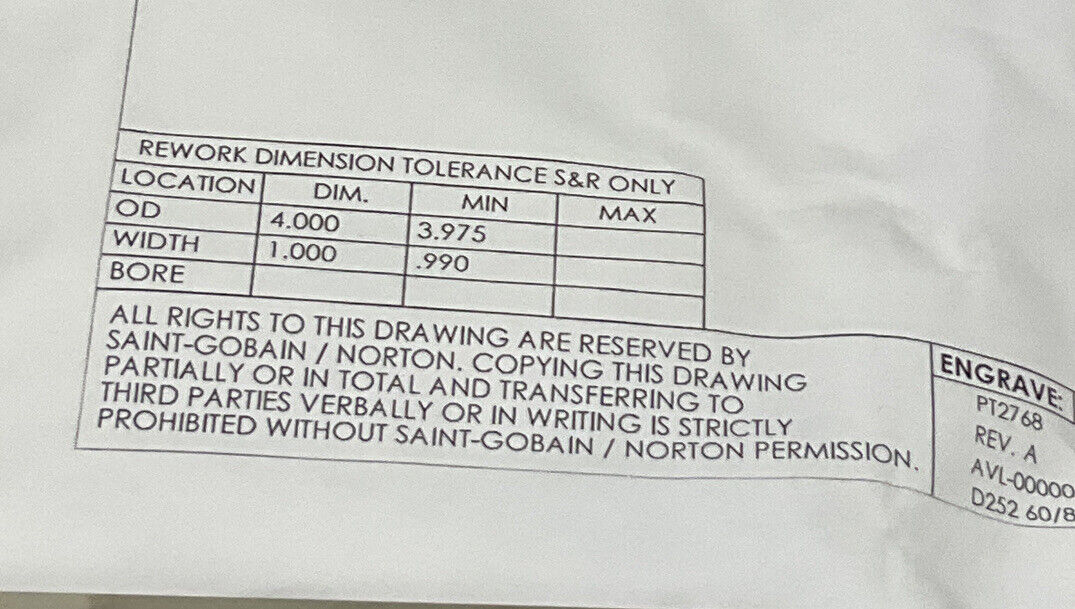 REWORK DIMENSION TOLERANCE S&R ONLY
LOCATION DIM. MIN MAX
OD 4.000 3.975
WIDTH 1.000 .990
BORE
ALL RIGHTS TO THIS DRAWING ARE RESERVED BY
SAINT-GOBAIN / NORTON. COPYING THIS DRAWING
PARTIALLY OR IN TOTAL AND TRANSFERRING TO
THIRD PARTIES VERBALLY OR IN WRITING IS STRICTLY
PROHIBITED WITHOUT SAINT-GOBAIN / NORTON PERMISSION.
ENGRAVE:
PT2768
REV. A
AVL-00000
D252 60/8